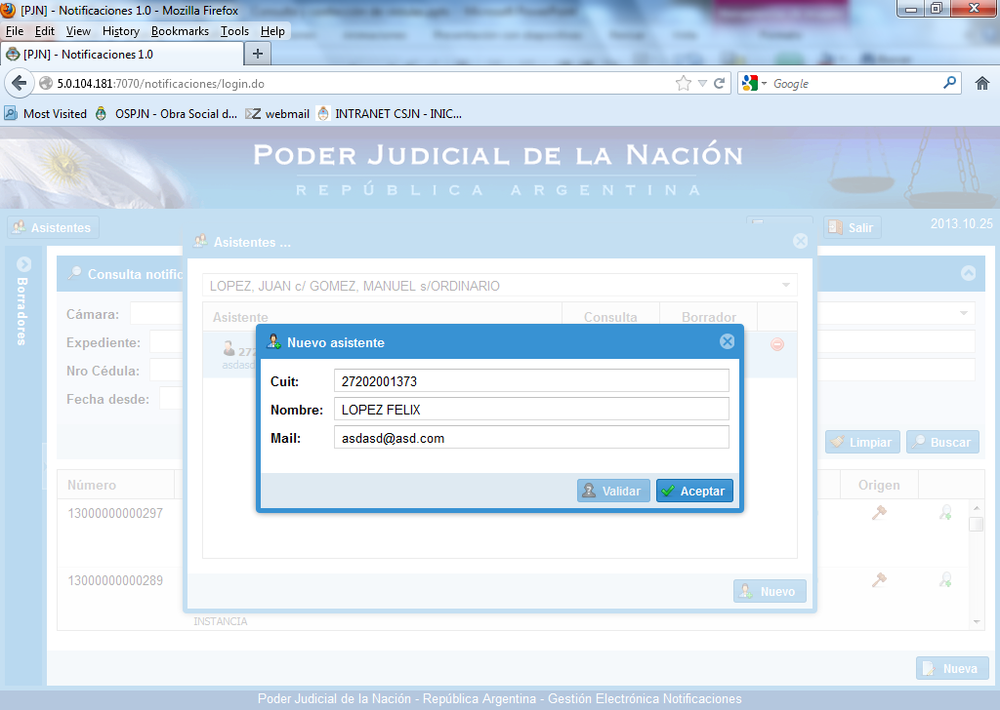 [PJN] - Notificaciones 1.0 - Mozilla Firefox
File Edit View History Bookmarks Tools Help
[PJN] - Notificaciones 1.0
5.0.104.181:7070/notificaciones/login.do
Google
Most Visited OSPJN - Obra Social d... webmail INTRANET CSJN - INIC...
PODER JUDICIAL DE LA NACIÓN
REPÚBLICA ARGENTINA
Asistentes
Salir
2013.10.25
Asistentes ...
Borradores
Consulta notific
LOPEZ, JUAN c/ GOMEZ, MANUEL s/ORDINARIO
Cámara:
Asistente Consulta Borrador
Expediente:
272
asdasd
Nro Cédula:
Fecha desde:
Nuevo asistente
Cuit: 27202001373
Nombre: LOPEZ FELIX
Mail: asdasd@asd.com
Validar Aceptar
Limpiar Buscar
Número Origen
13000000000297
13000000000289
Nuevo
INSTANCIA
Nueva
Poder Judicial de la Nación - República Argentina - Gestión Electrónica Notificaciones